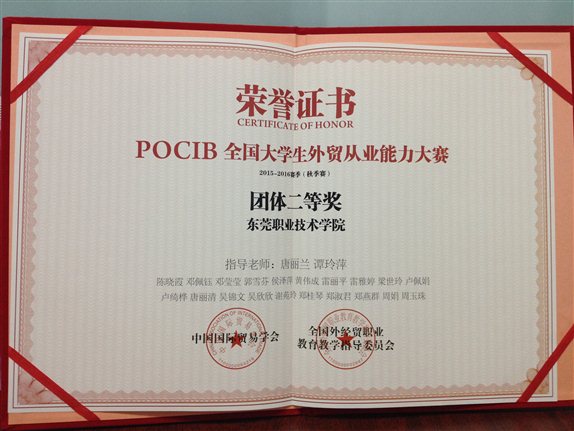 荣誉证书
CERTIFICATE OF HONOR
POCIB 全国大学生外贸从业能力大赛
2015-2016赛季（秋季赛）
团体二等奖
东莞职业技术学院
指导老师：唐丽兰 谭玲萍
陈晓霞 邓佩钰 邓莹莹 郭雪芬 侯泽萍 黄伟成 雷丽平 雷雅婷 梁世玲 卢佩娟
卢纯桦 唐丽清 吴锦文 吴欣欣 谢苑玲 郑桂琴 郑淑君 郑燕群 周娟 周玉珠
中国国际贸易学会
全国外经贸职业
教育教学指导委员会